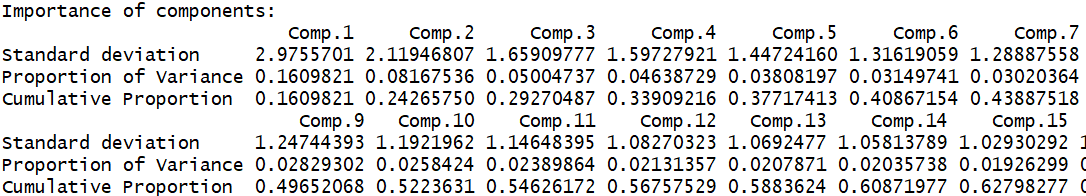 Importance of components:
Comp.1 Comp.2 Comp.3 Comp.4 Comp.5 Comp.6 Comp.7
Standard deviation 2.9755701 2.11946807 1.65909777 1.59727921 1.44724160 1.31619059 1.28887558
Proportion of Variance 0.1609821 0.08167536 0.05004737 0.04638729 0.03808197 0.03149741 0.03020364
Cumulative Proportion 0.1609821 0.24265750 0.29270487 0.33909216 0.37717413 0.40867154 0.43887518
Comp.9 Comp.10 Comp.11 Comp.12 Comp.13 Comp.14 Comp.15
Standard deviation 1.24744393 1.1921962 1.14648395 1.08270323 1.0692477 1.05813789 1.02930292
Proportion of Variance 0.02829302 0.0258424 0.02389864 0.02131357 0.0207871 0.02035738 0.01926299
Cumulative Proportion 0.49652068 0.5223631 0.54626172 0.56757529 0.5883624 0.60871977 0.62798277